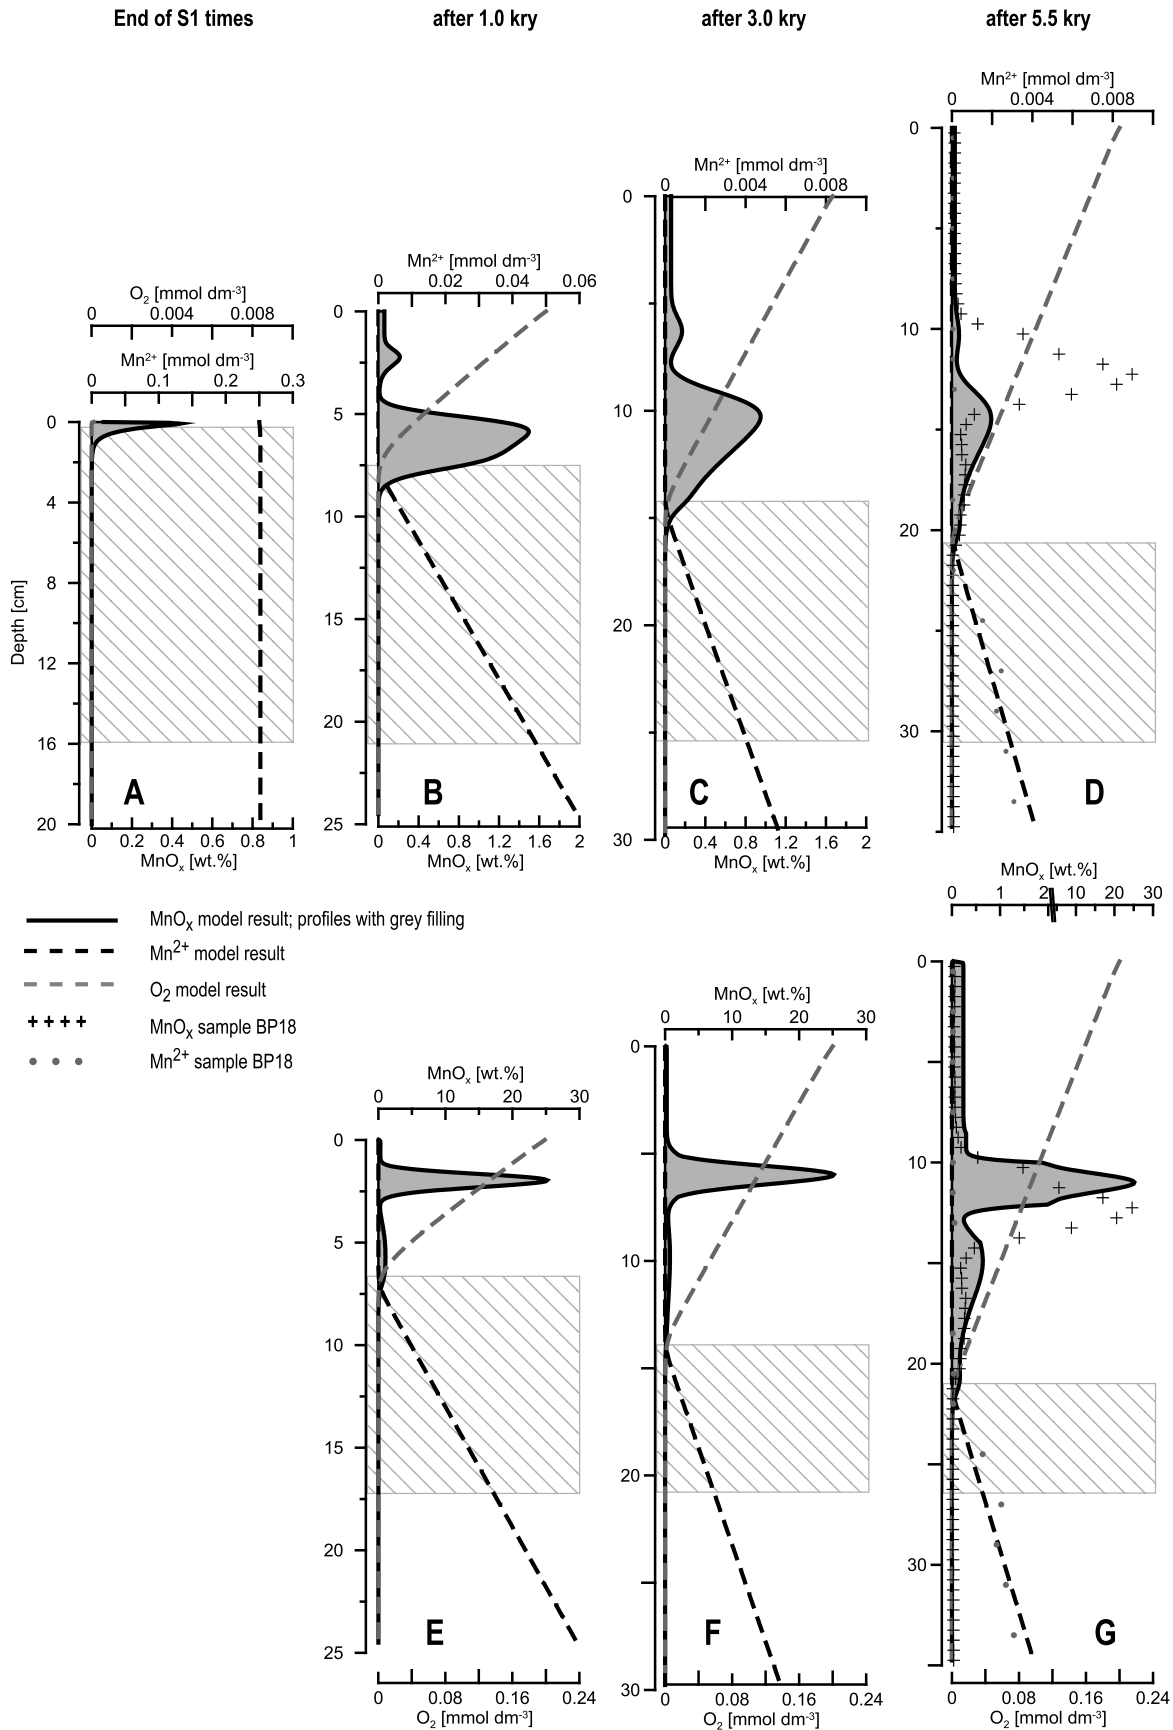 End of S1 times after 1.0 kry after 3.0 kry after 5.5 kry
Mn²⁺ [mmol dm⁻³]
0 0.004 0.008
0
10
20
30
D
Mn²⁺ [mmol dm⁻³]
0 0.004 0.008
0
10
20
30
C
0 0.4 0.8 1.2 1.6 2
MnOₓ [wt.%]
Mn²⁺ [mmol dm⁻³]
0 0.02 0.04 0.06
0
5
10
15
20
25
B
0 0.4 0.8 1.2 1.6 2
MnOₓ [wt.%]
O₂ [mmol dm⁻³]
0 0.004 0.008
Mn²⁺ [mmol dm⁻³]
0 0.1 0.2 0.3
Depth [cm]
0
4
8
12
16
20
A
0 0.2 0.4 0.6 0.8 1
MnOₓ [wt.%]
MnOₓ model result; profiles with grey filling
Mn²⁺ model result
O₂ model result
MnOₓ sample BP18
Mn²⁺ sample BP18
MnOₓ [wt.%]
0 10 20 30
0
5
10
15
20
25
E
0 0.08 0.16 0.24
O₂ [mmol dm⁻³]
MnOₓ [wt.%]
0 10 20 30
0
10
20
30
F
0 0.08 0.16 0.24
O₂ [mmol dm⁻³]
MnOₓ [wt.%]
0 1 2 10 20 30
0
10
20
30
G
0 0.08 0.16 0.24
O₂ [mmol dm⁻³]